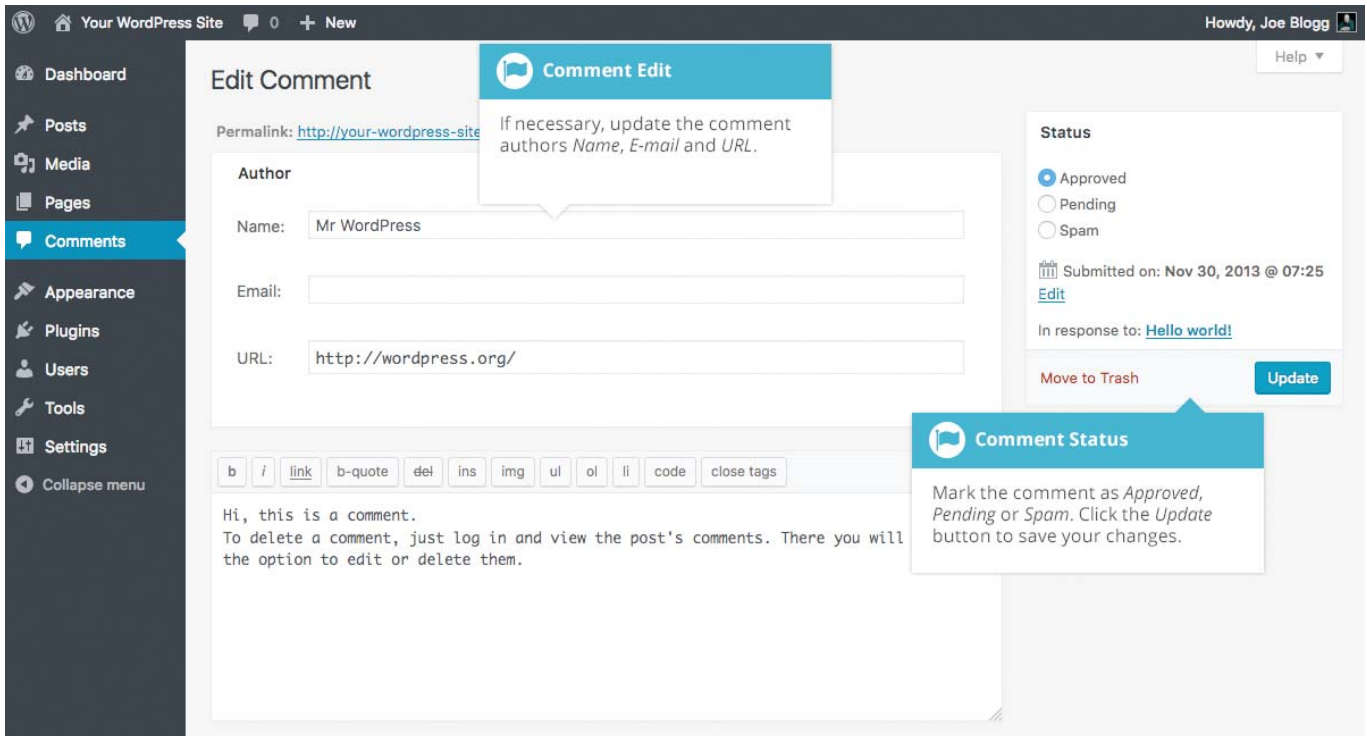 Your WordPress Site 0 + New Howdy, Joe Blogg
Help
Dashboard
Posts
Media
Pages
Comments
Appearance
Plugins
Users
Tools
Settings
Collapse menu
Edit Comment
Permalink: http://your-wordpress-site
Comment Edit
If necessary, update the comment
authors Name, E-mail and URL.
Author
Name: Mr WordPress
Email:
URL: http://wordpress.org/
b i link b-quote del ins img ul ol li code close tags
Hi, this is a comment.
To delete a comment, just log in and view the post's comments. There you will
the option to edit or delete them.
Status
Approved
Pending
Spam
Submitted on: Nov 30, 2013 @ 07:25
Edit
In response to: Hello world!
Move to Trash Update
Comment Status
Mark the comment as Approved,
Pending or Spam. Click the Update
button to save your changes.